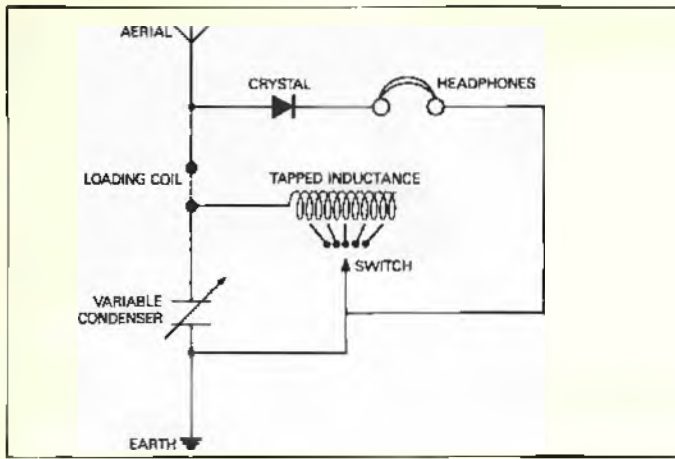 AERIAL
CRYSTAL
HEADPHONES
LOADING COIL
TAPPED INDUCTANCE
SWITCH
VARIABLE
CONDENSER
EARTH